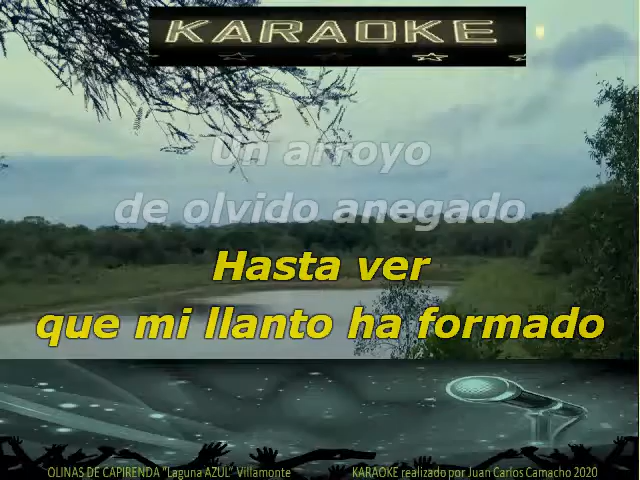 KARAOKE
Un arroyo
de olvido anegado
Hasta ver
que mi llanto ha formado
OLINAS DE CAPIRENDA "Laguna AZUL" Villamonte
KARAOKE realizado por Juan Carlos Camacho 2020